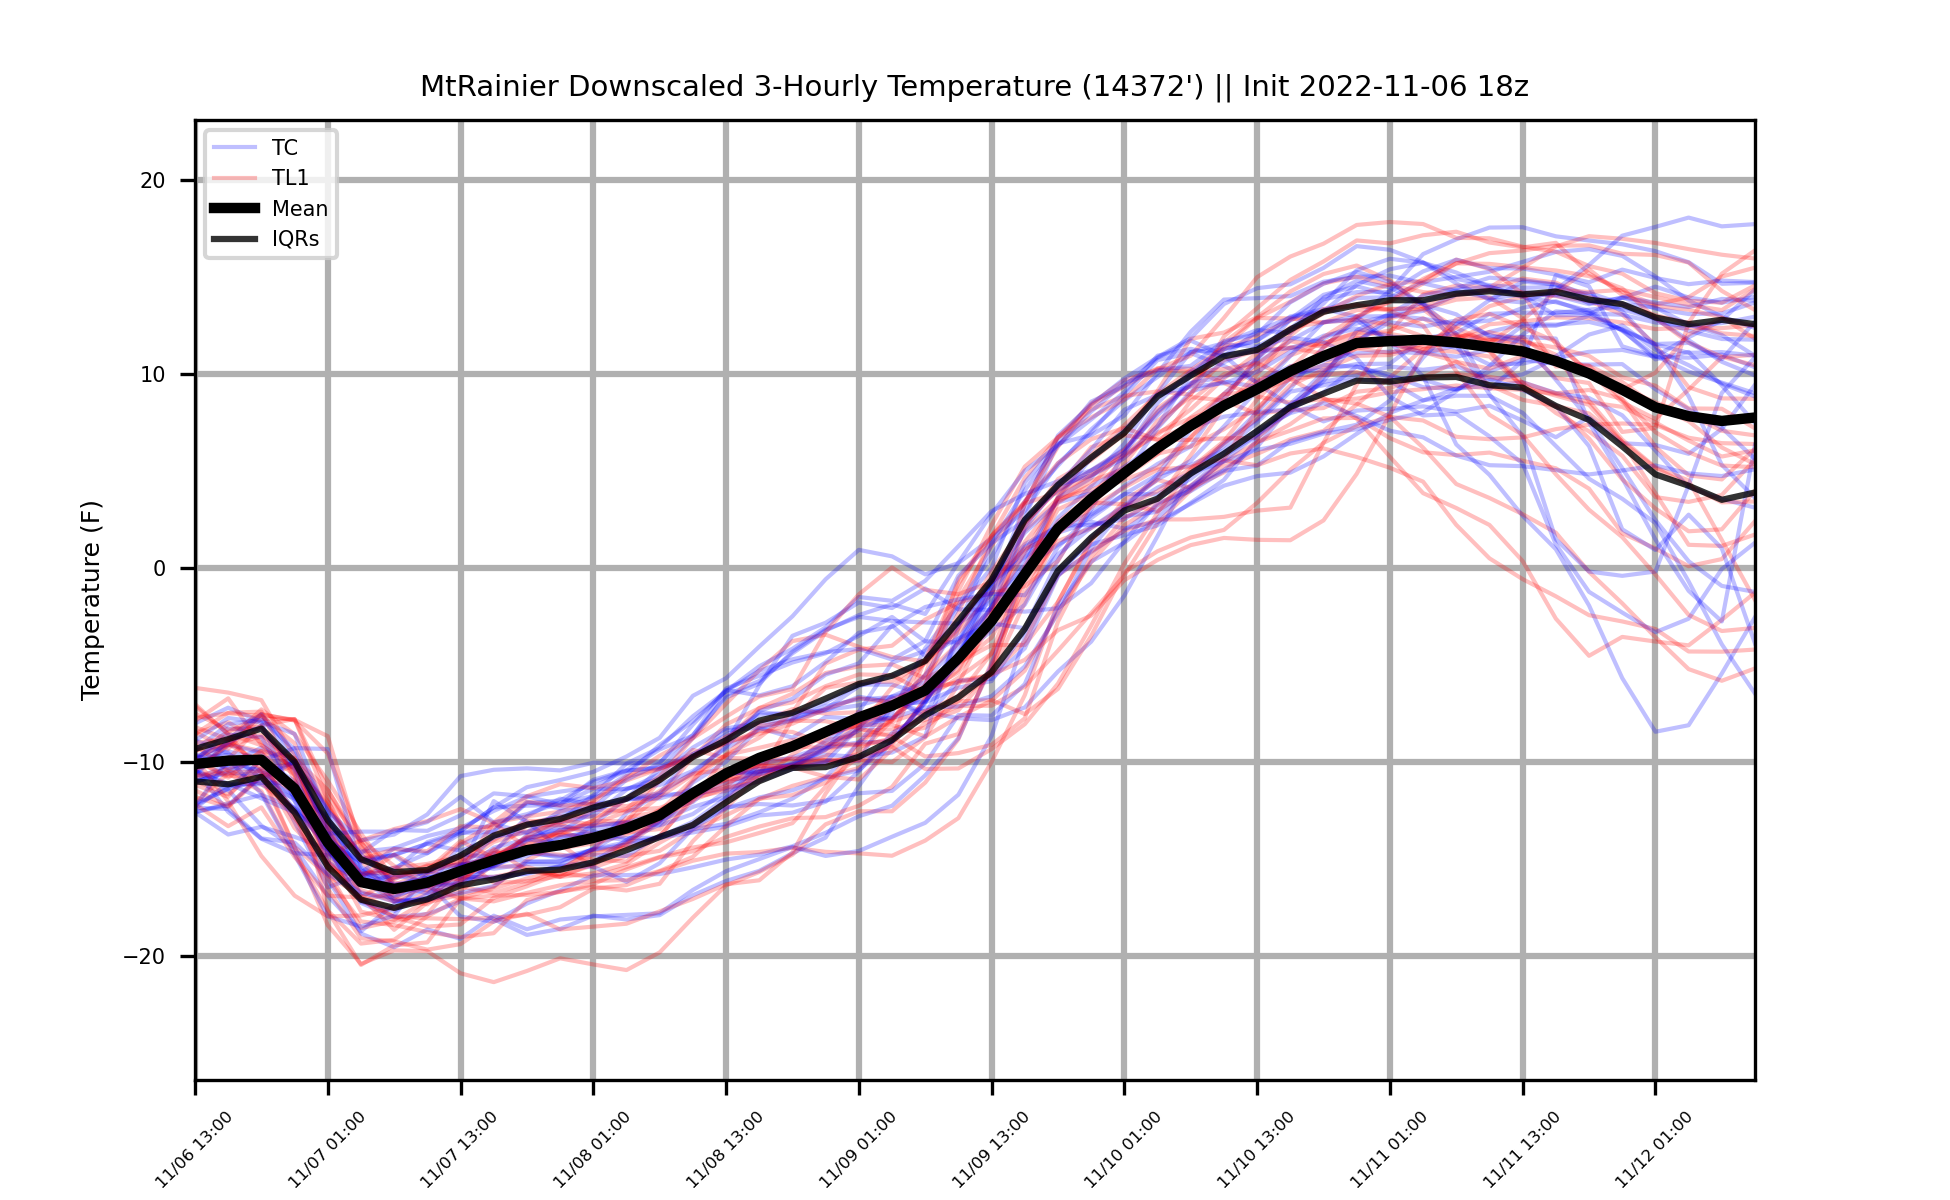 MtRainier Downscaled 3-Hourly Temperature (14372') || Init 2022-11-06 18z
TC
TL1
Mean
IQRs
Temperature (F)
20
10
0
−10
−20
11/06 13:00
11/07 01:00
11/07 13:00
11/08 01:00
11/08 13:00
11/09 01:00
11/09 13:00
11/10 01:00
11/10 13:00
11/11 01:00
11/11 13:00
11/12 01:00